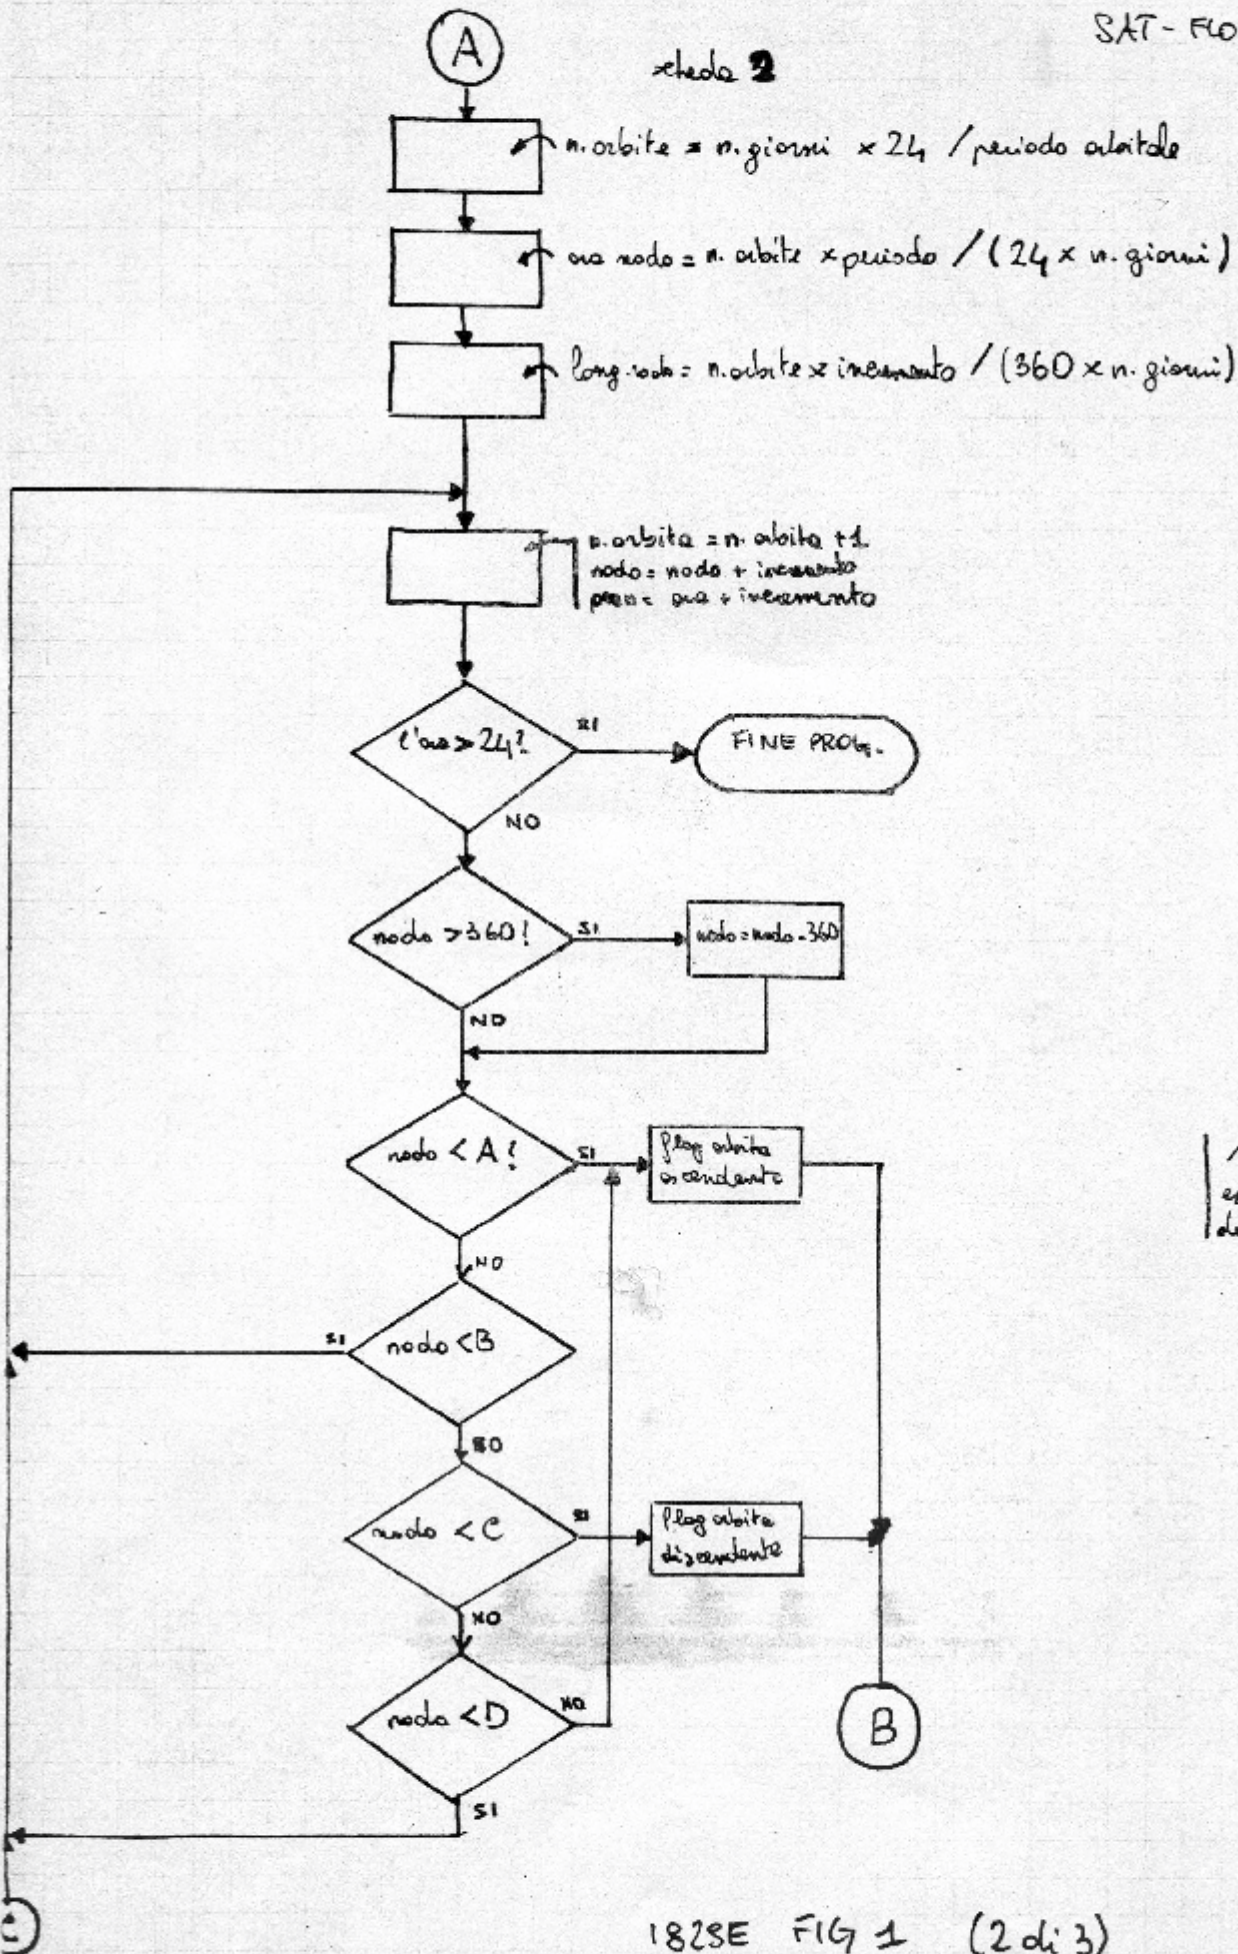 SAT - FLO
A
scheda 2
n. orbite = n. giorni x 24 / periodo orbitale
ora nodo = n. orbite x periodo / (24 x n. giorni)
long. nodo = n. orbite x incremento / (360 x n. giorni)
n. orbita = n. orbita + 1
nodo = nodo + incremento
ora + incremento
l'ora > 24?
SI
FINE PROG.
NO
nodo > 360?
SI
nodo = nodo - 360
NO
nodo < A?
SI
flag orbita
ascendente
NO
nodo < B
SI
NO
nodo < C
SI
flag orbita
discendente
NO
nodo < D
NO
B
SI
1828E FIG 1 (2 di 3)